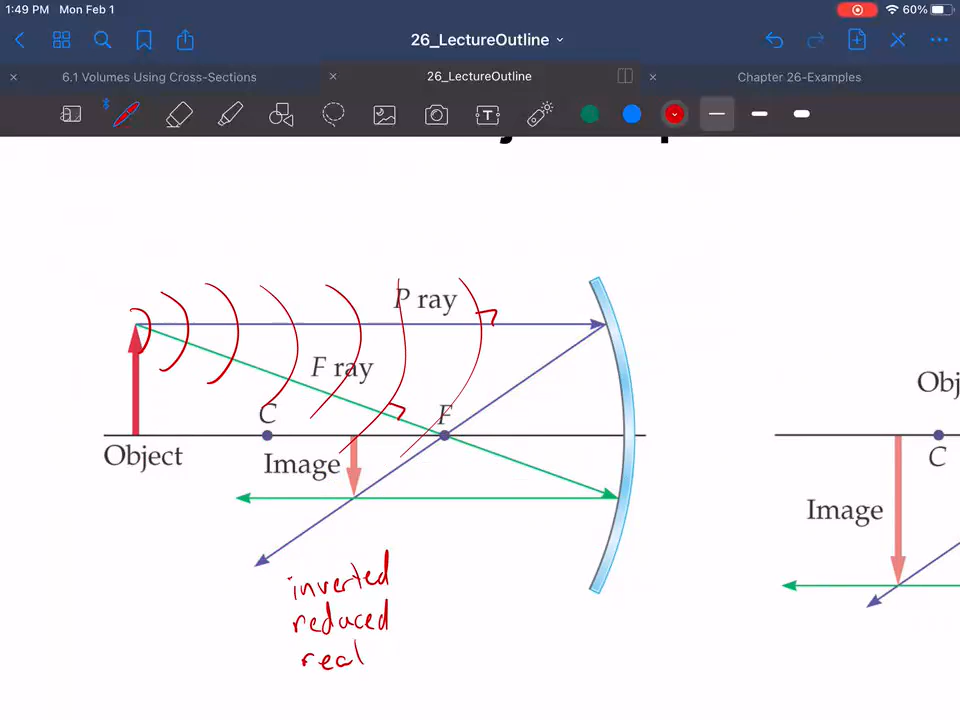 1:49 PM Mon Feb 1
60%
26_LectureOutline
6.1 Volumes Using Cross-Sections
26_LectureOutline
Chapter 26-Examples
T
P ray
F ray
C
F
Object
Image
inverted
reduced
real
Obj
C
Image